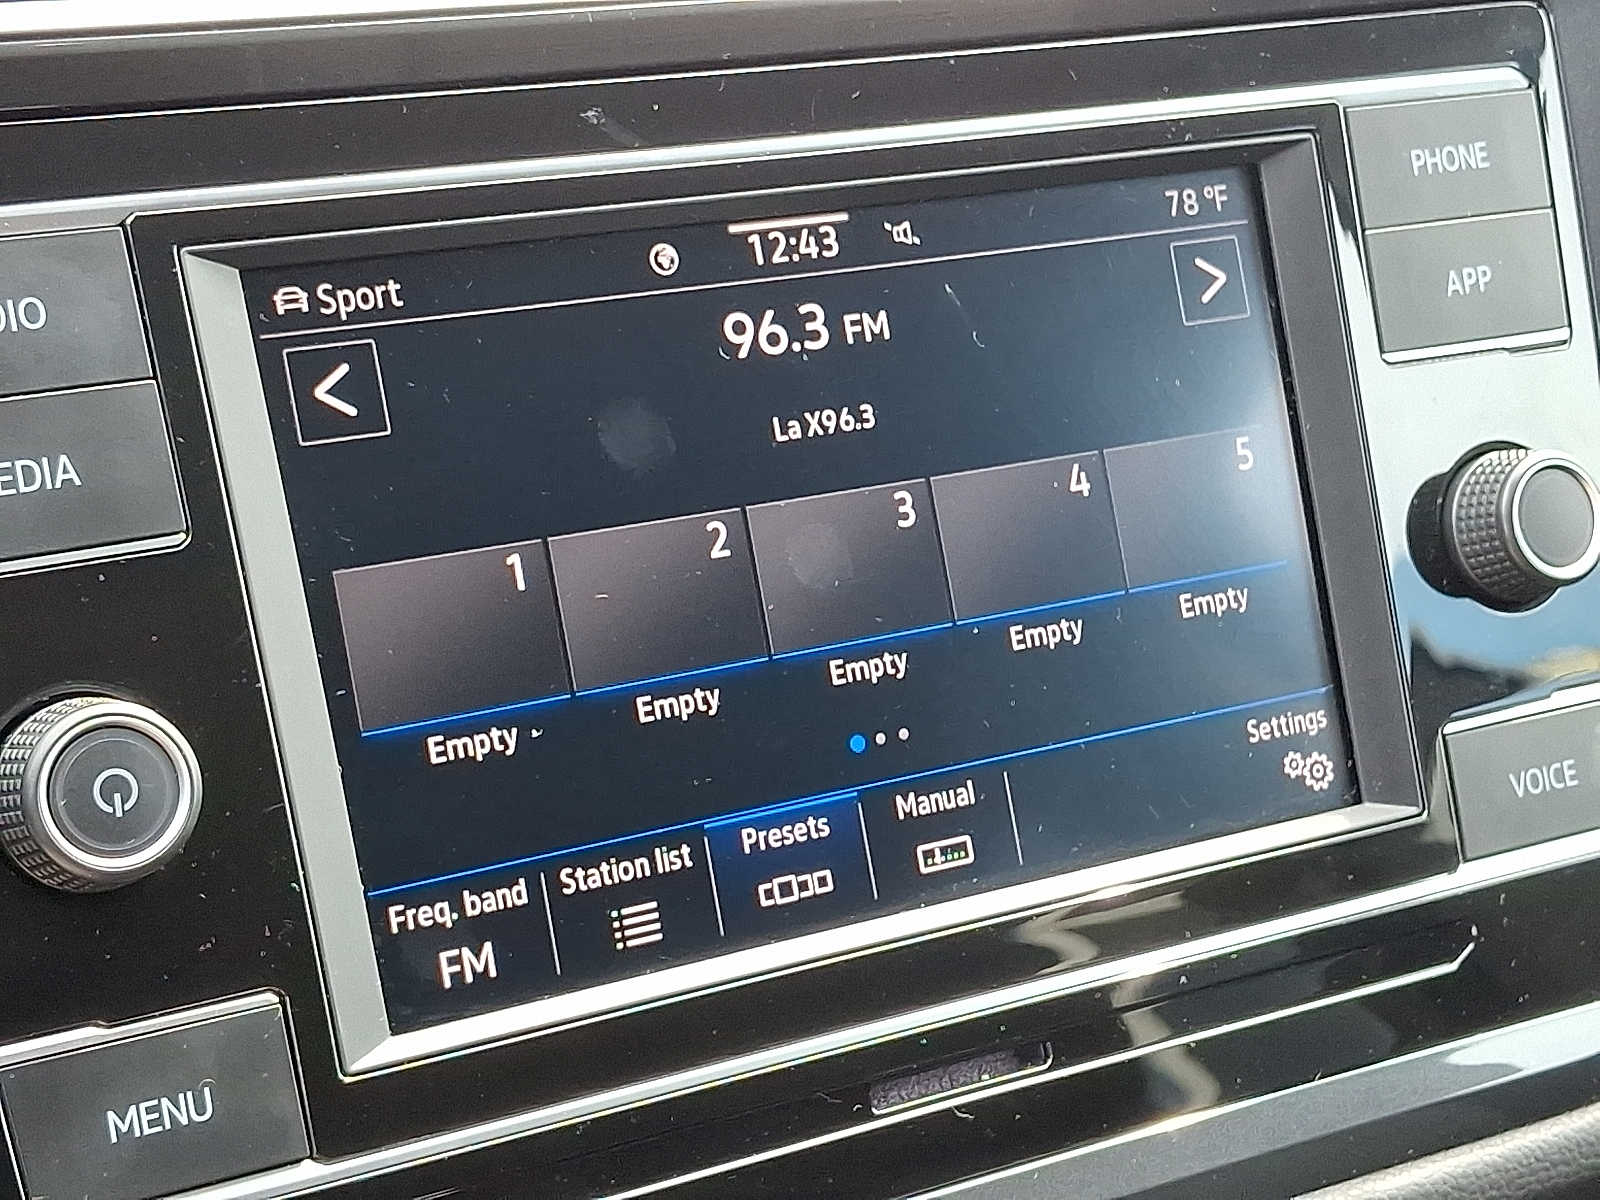 PHONE
APP
DIO
EDIA
Sport
12:43
78°F
96.3 FM
La X96.3
1
2
3
4
5
Empty
Empty
Empty
Empty
Empty
Settings
Freq. band
FM
Station list
Presets
Manual
VOICE
MENU